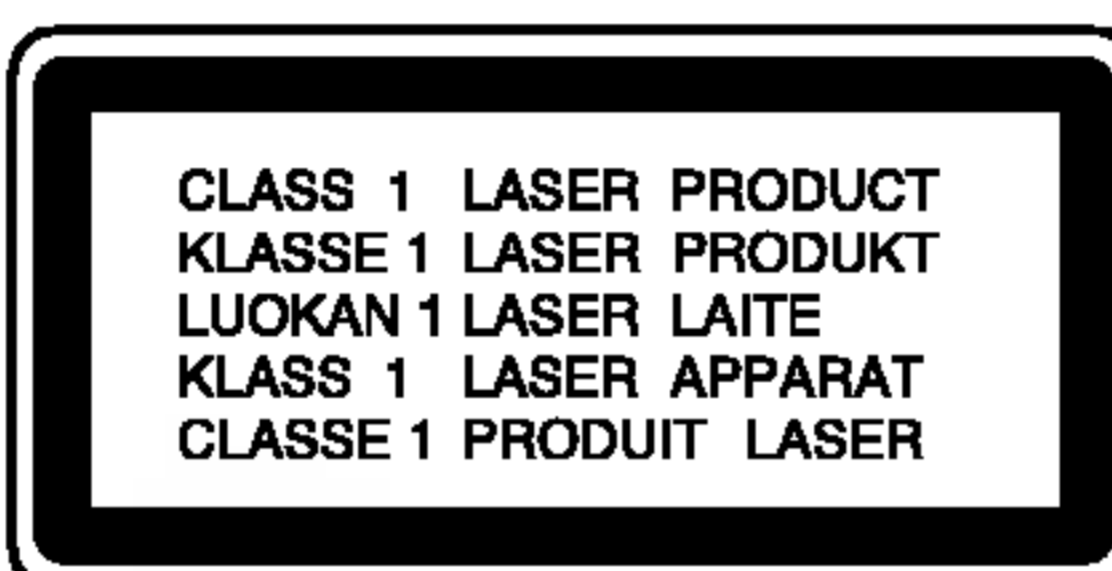 CLASS 1 LASER PRODUCT
KLASSE 1 LASER PRODUKT
LUOKAN 1 LASER LAITE
KLASS 1 LASER APPARAT
CLASSE 1 PRODUIT LASER